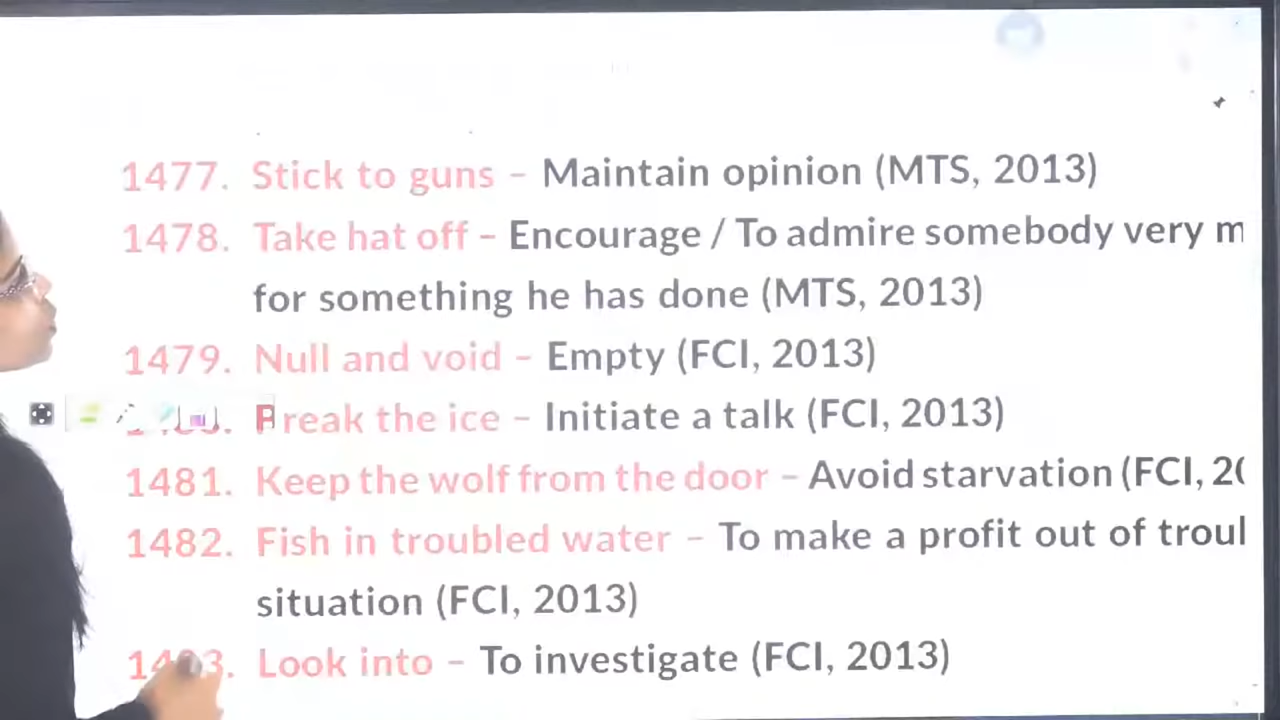 1477. Stick to guns – Maintain opinion (MTS, 2013)
1478. Take hat off – Encourage / To admire somebody very
for something he has done (MTS, 2013)
1479. Null and void – Empty (FCI, 2013)
Break the ice – Initiate a talk (FCI, 2013)
1481. Keep the wolf from the door – Avoid starvation (FCI,
1482. Fish in troubled water – To make a profit out of
situation (FCI, 2013)
Look into – To investigate (FCI, 2013)